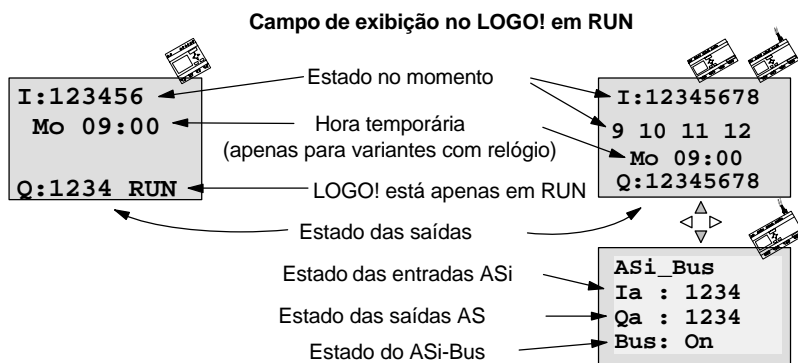 Campo de exibição no LOGO! em RUN
I:123456
Mo 09:00
Q:1234 RUN
Estado no momento
Hora temporária
(apenas para variantes com relógio)
LOGO! está apenas em RUN
Estado das saídas
Estado das entradas ASi
Estado das saídas AS
Estado do ASi-Bus
I:12345678
9 10 11 12
Mo 09:00
Q:12345678
ASi_Bus
Ia : 1234
Qa : 1234
Bus: On